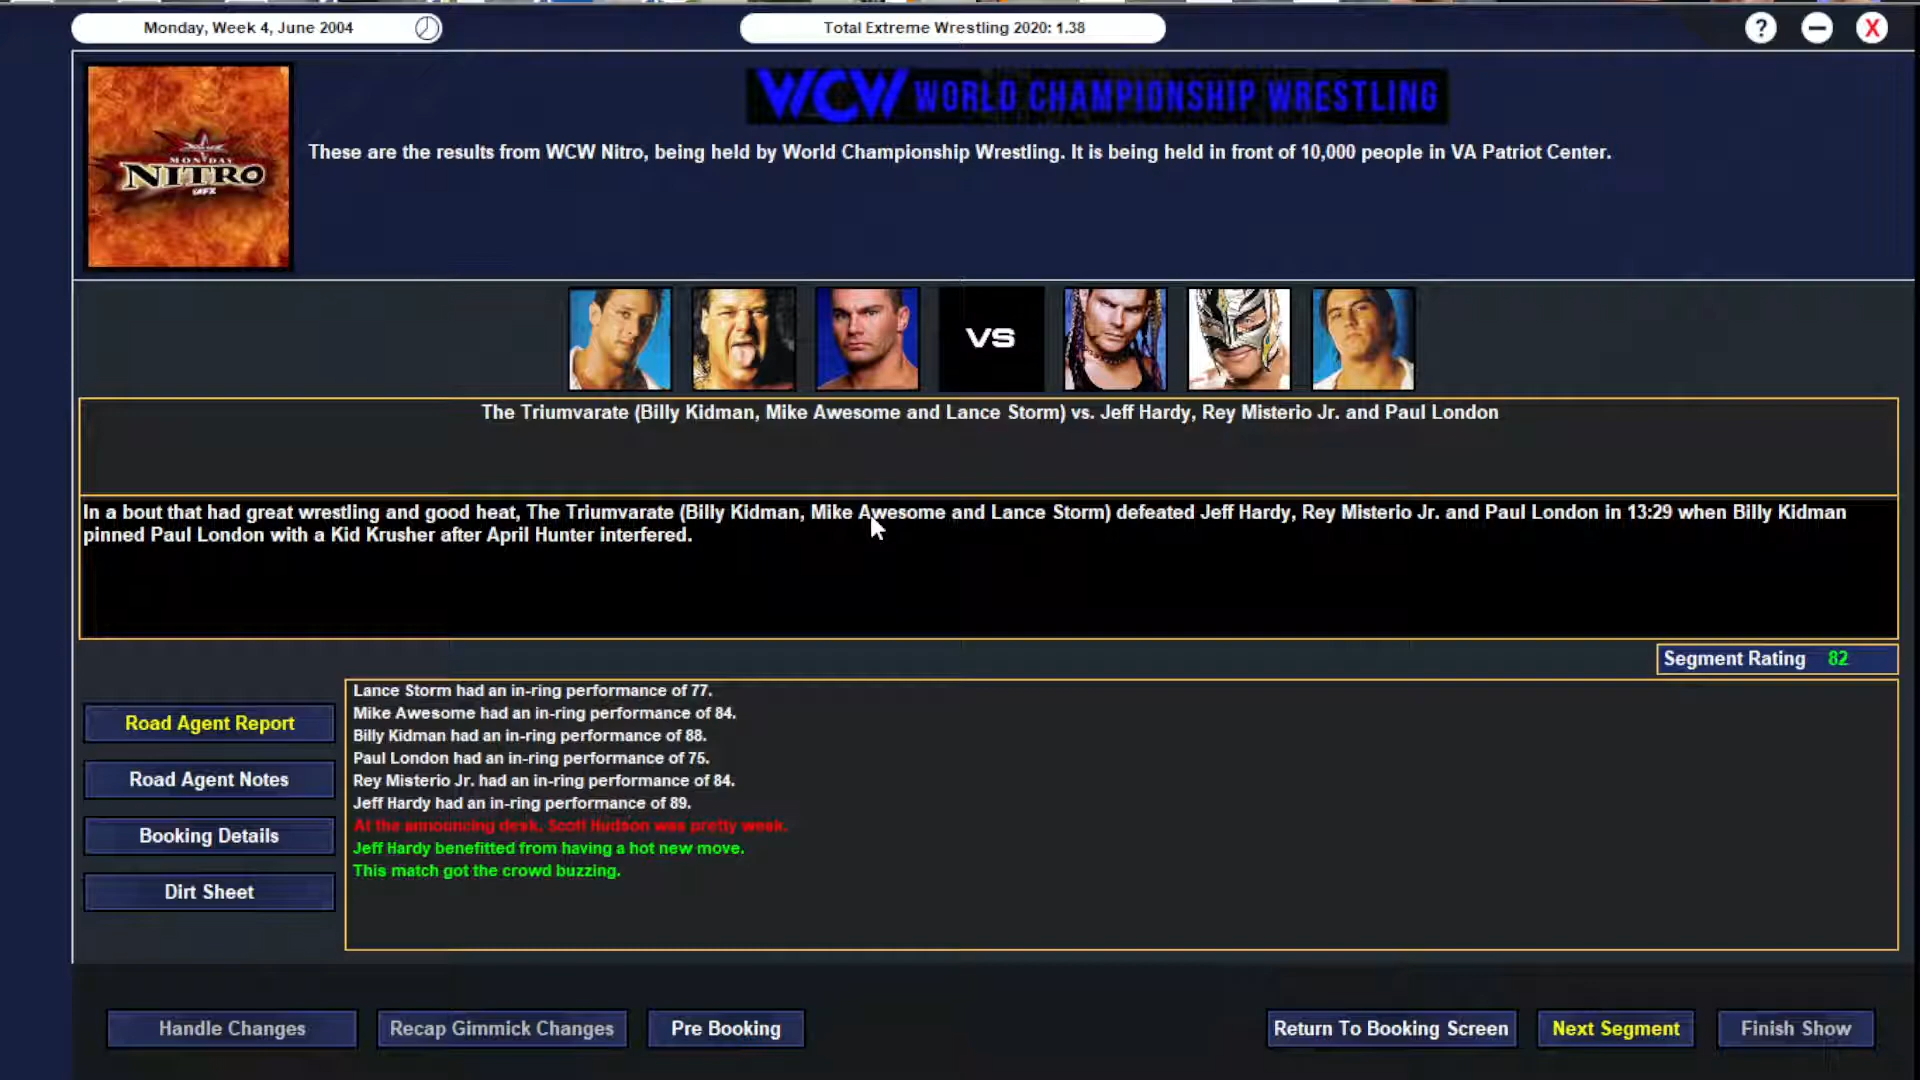 Monday, Week 4, June 2004
Total Extreme Wrestling 2020: 1.38
?
X
WCW WORLD CHAMPIONSHIP WRESTLING
MONDAY
NITRO
These are the results from WCW Nitro, being held by World Championship Wrestling. It is being held in front of 10,000 people in VA Patriot Center.
VS
The Triumvarate (Billy Kidman, Mike Awesome and Lance Storm) vs. Jeff Hardy, Rey Misterio Jr. and Paul London
In a bout that had great wrestling and good heat, The Triumvarate (Billy Kidman, Mike Awesome and Lance Storm) defeated Jeff Hardy, Rey Misterio Jr. and Paul London in 13:29 when Billy Kidman
pinned Paul London with a Kid Krusher after April Hunter interfered.
Segment Rating 82
Road Agent Report
Road Agent Notes
Booking Details
Dirt Sheet
Lance Storm had an in-ring performance of 77.
Mike Awesome had an in-ring performance of 84.
Billy Kidman had an in-ring performance of 88.
Paul London had an in-ring performance of 75.
Rey Misterio Jr. had an in-ring performance of 84.
Jeff Hardy had an in-ring performance of 89.
At the announcing desk, Scott Hudson was pretty weak.
Jeff Hardy benefitted from having a hot new move.
This match got the crowd buzzing.
Handle Changes
Recap Gimmick Changes
Pre Booking
Return To Booking Screen
Next Segment
Finish Show